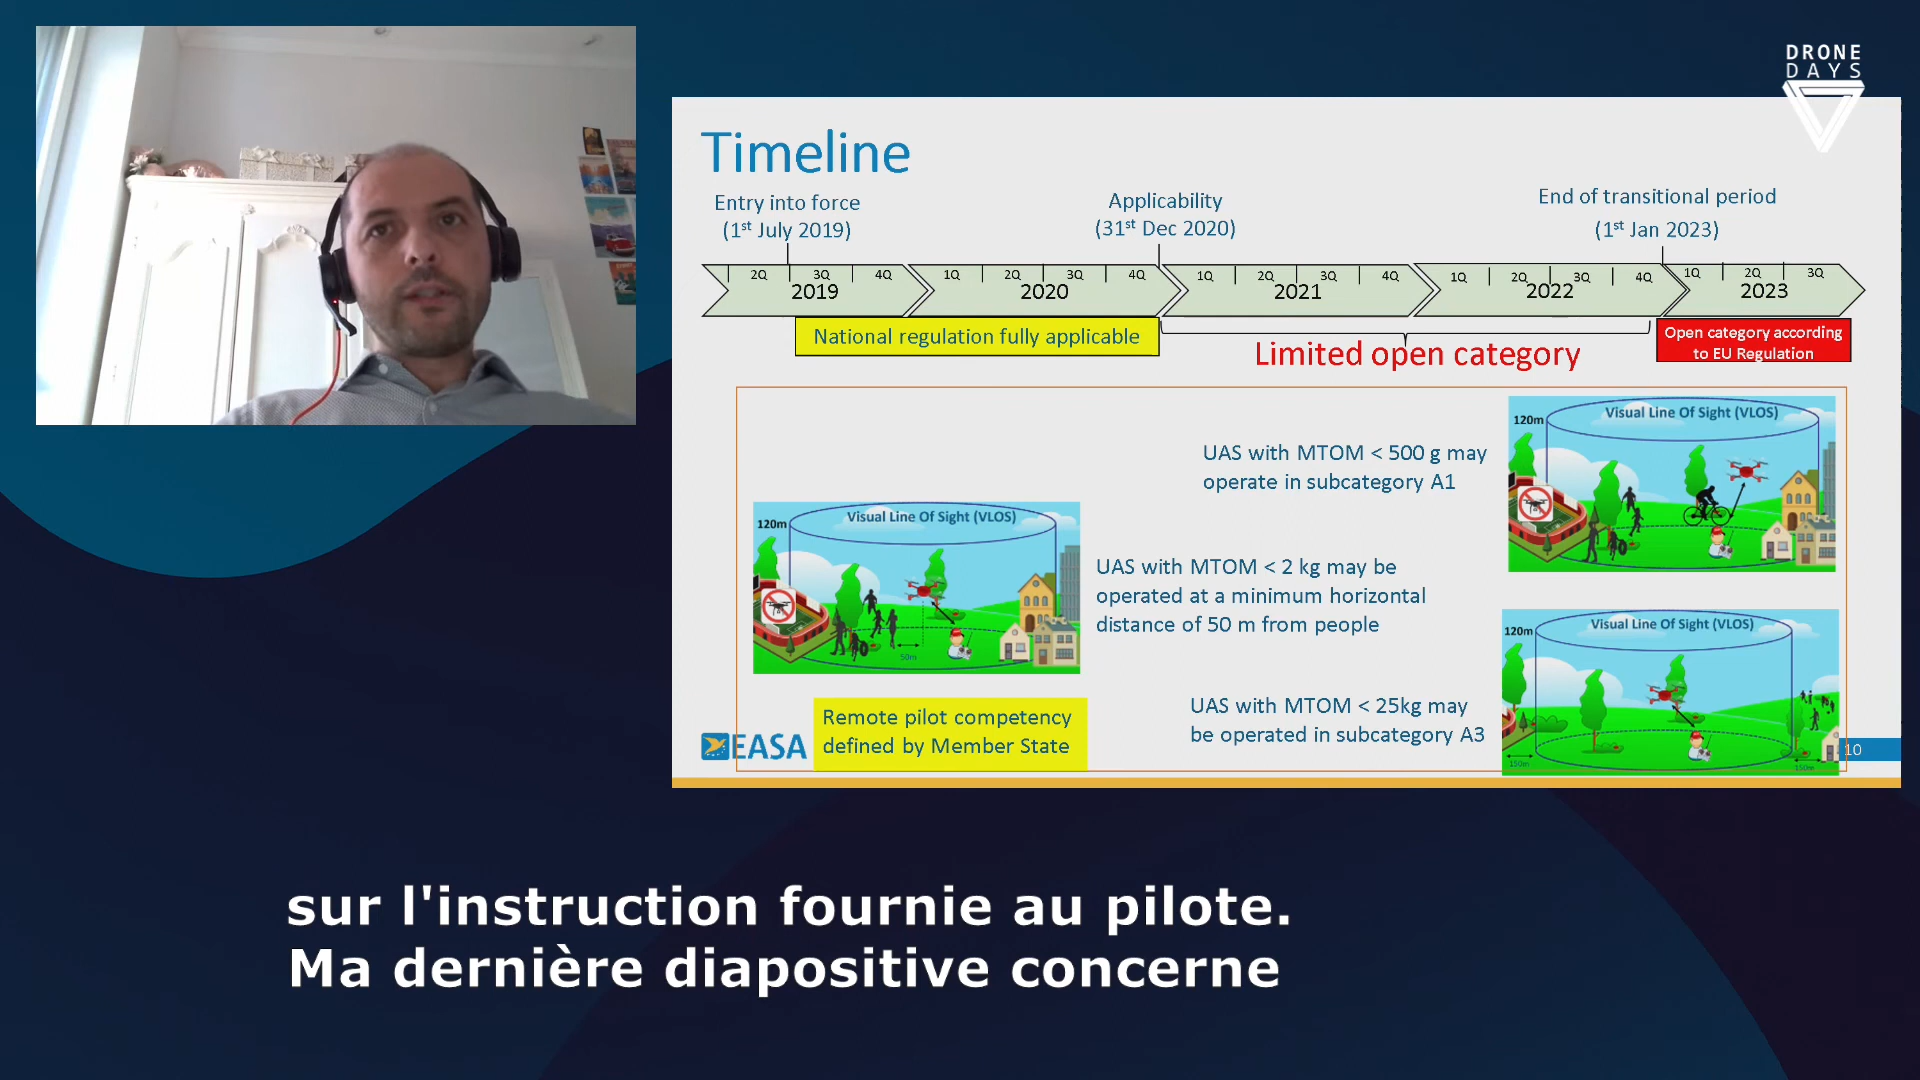 DRONE
DAYS
Timeline
Entry into force
(1st July 2019)
Applicability
(31st Dec 2020)
End of transitional period
(1st Jan 2023)
2Q 3Q 4Q 1Q 2Q 3Q 4Q 1Q 2Q 3Q 4Q 1Q 2Q 3Q 4Q 1Q 2Q 3Q
2019 2020 2021 2022 2023
National regulation fully applicable
Limited open category
Open category according
to EU Regulation
Visual Line Of Sight (VLOS)
120m
UAS with MTOM < 500 g may
operate in subcategory A1
Visual Line Of Sight (VLOS)
120m
50m
UAS with MTOM < 2 kg may be
operated at a minimum horizontal
distance of 50 m from people
Visual Line Of Sight (VLOS)
120m
150m
150m
UAS with MTOM < 25kg may
be operated in subcategory A3
Remote pilot competency
defined by Member State
EASA
10
sur l'instruction fournie au pilote.
Ma dernière diapositive concerne